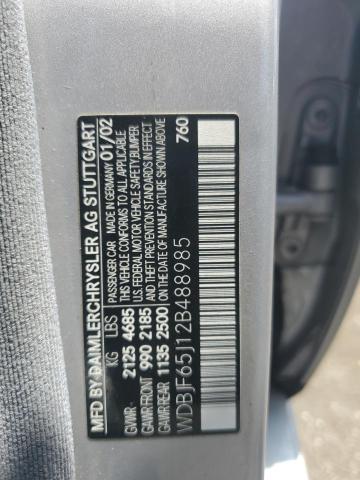 MFD BY DAIMLERCHRYSLER AG STUTTGART
PASSENGER CAR MADE IN GERMANY 01/02
KG LBS THIS VEHICLE CONFORMS TO ALL APPLICABLE
GVWR 2125 4685 U.S. FEDERAL MOTOR VEHICLE SAFETY, BUMPER
GAWR FRONT 990 2185 AND THEFT PREVENTION STANDARDS IN EFFECT
GAWR REAR 1135 2500 ON THE DATE OF MANUFACTURE SHOWN ABOVE
WDBJF65J12B488985 760